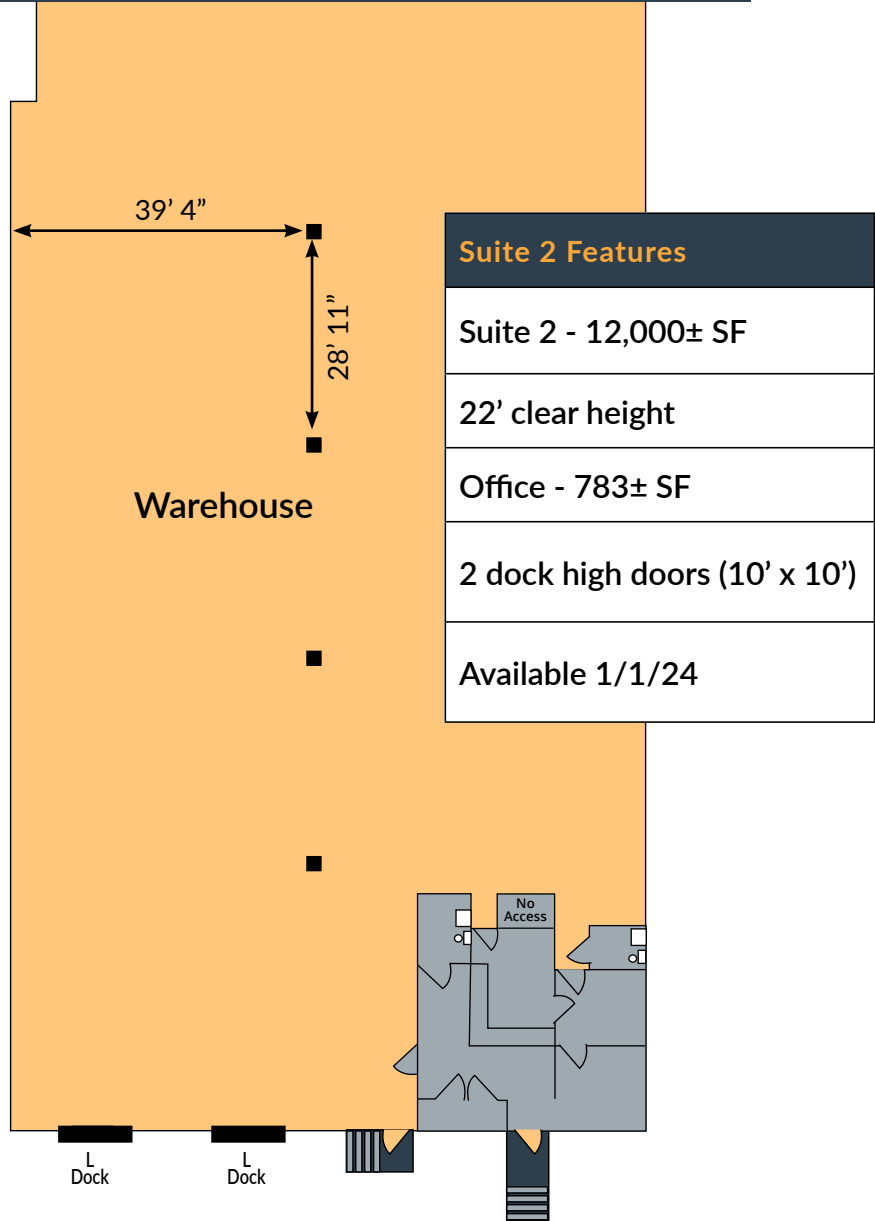 39’ 4”
28’ 11”
Suite 2 Features
Suite 2 - 12,000± SF
22’ clear height
Office - 783± SF
2 dock high doors (10’ x 10’)
Available 1/1/24
Warehouse
No
Access
L
Dock
L
Dock